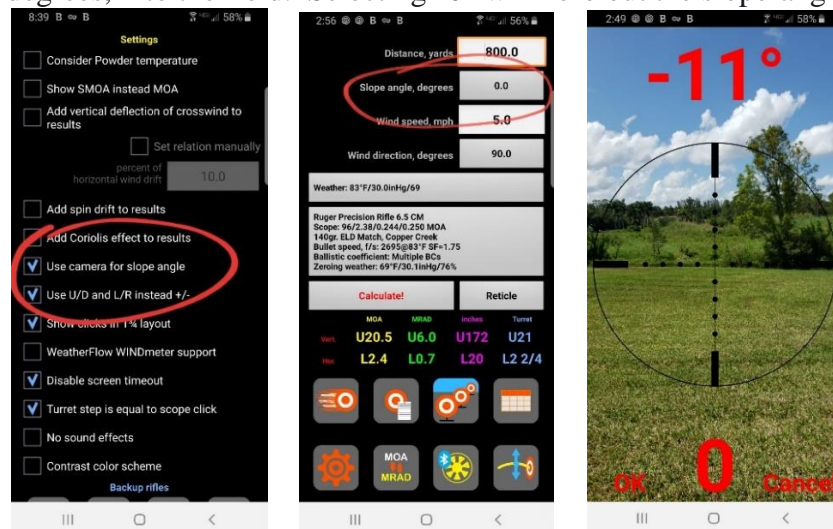 8:39 B ∞ B 58%
Settings
Consider Powder temperature
Show SMOA instead MOA
Add vertical deflection of crosswind to
results
Set relation manually
percent of
horizontal wind drift 10.0
Add spin drift to results
Add Coriolis effect to results
Use camera for slope angle
Use U/D and L/R instead +/-
Show clicks in 1¾ layout
WeatherFlow WINDmeter support
Disable screen timeout
Turret step is equal to scope click
No sound effects
Contrast color scheme
Backup rifles
2:56 B ∞ B 56%
Distance, yards 800.0
Slope angle, degrees 0.0
Wind speed, mph 5.0
Wind direction, degrees 90.0
Weather: 83°F/30.0inHg/69
Ruger Precision Rifle 6.5 CM
Scope: 96/2.38/0.244/0.250 MOA
140gr. ELD Match, Copper Creek
Bullet speed, f/s: 2695@83°F SF=1.75
Ballistic coefficient: Multiple BCs
Zeroing weather: 69°F/30.1inHg/76%
Calculate! Reticle
MOA MRAD Inches Turret
Vert. U20.5 U6.0 U172 U21
Hor. L2.4 L0.7 L20 L2 2/4
MOA
MRAD
2:49 B ∞ B 58%
-11°
OK 0 Cancel